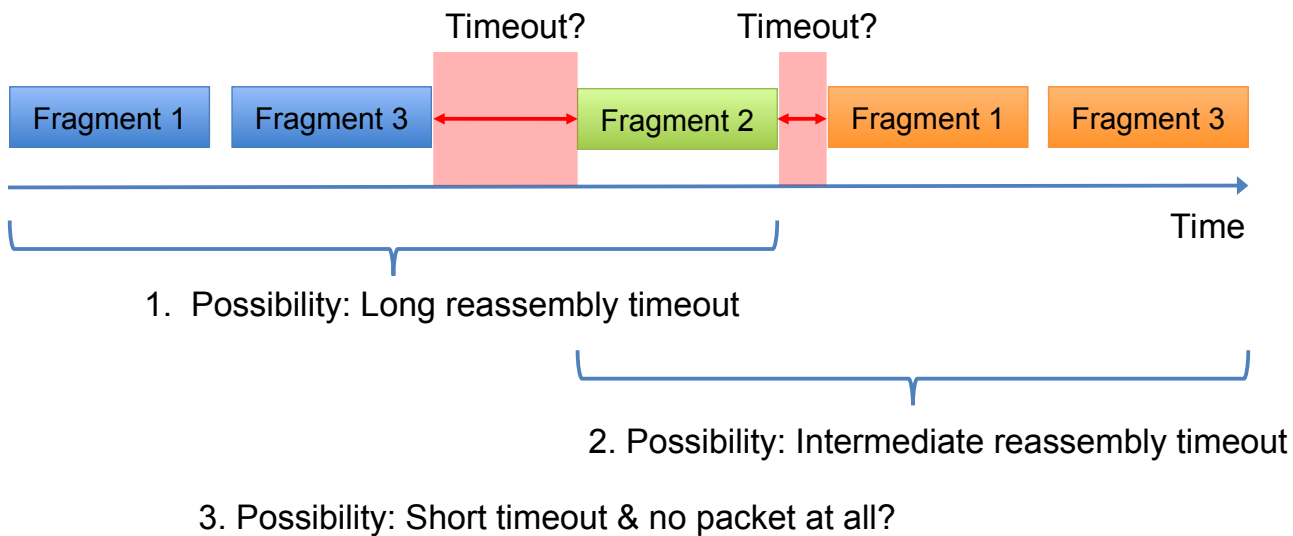 Timeout? Timeout?
Fragment 1 Fragment 3 Fragment 2 Fragment 1 Fragment 3
Time
1. Possibility: Long reassembly timeout
2. Possibility: Intermediate reassembly timeout
3. Possibility: Short timeout & no packet at all?